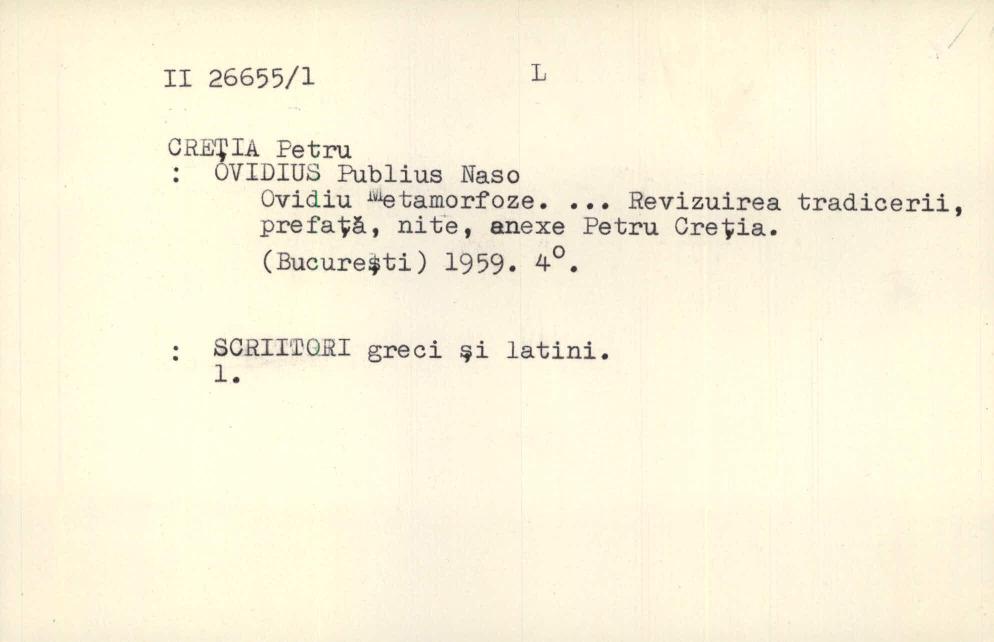 II 26655/1 L
CREȚIA Petru
: OVIDIUS Publius Naso
Ovidiu Metamorfoze. ... Revizuirea tradicerii,
prefață, nite, anexe Petru Creția.
(București) 1959. 4º.
: SCRIITORI greci și latini.
1.